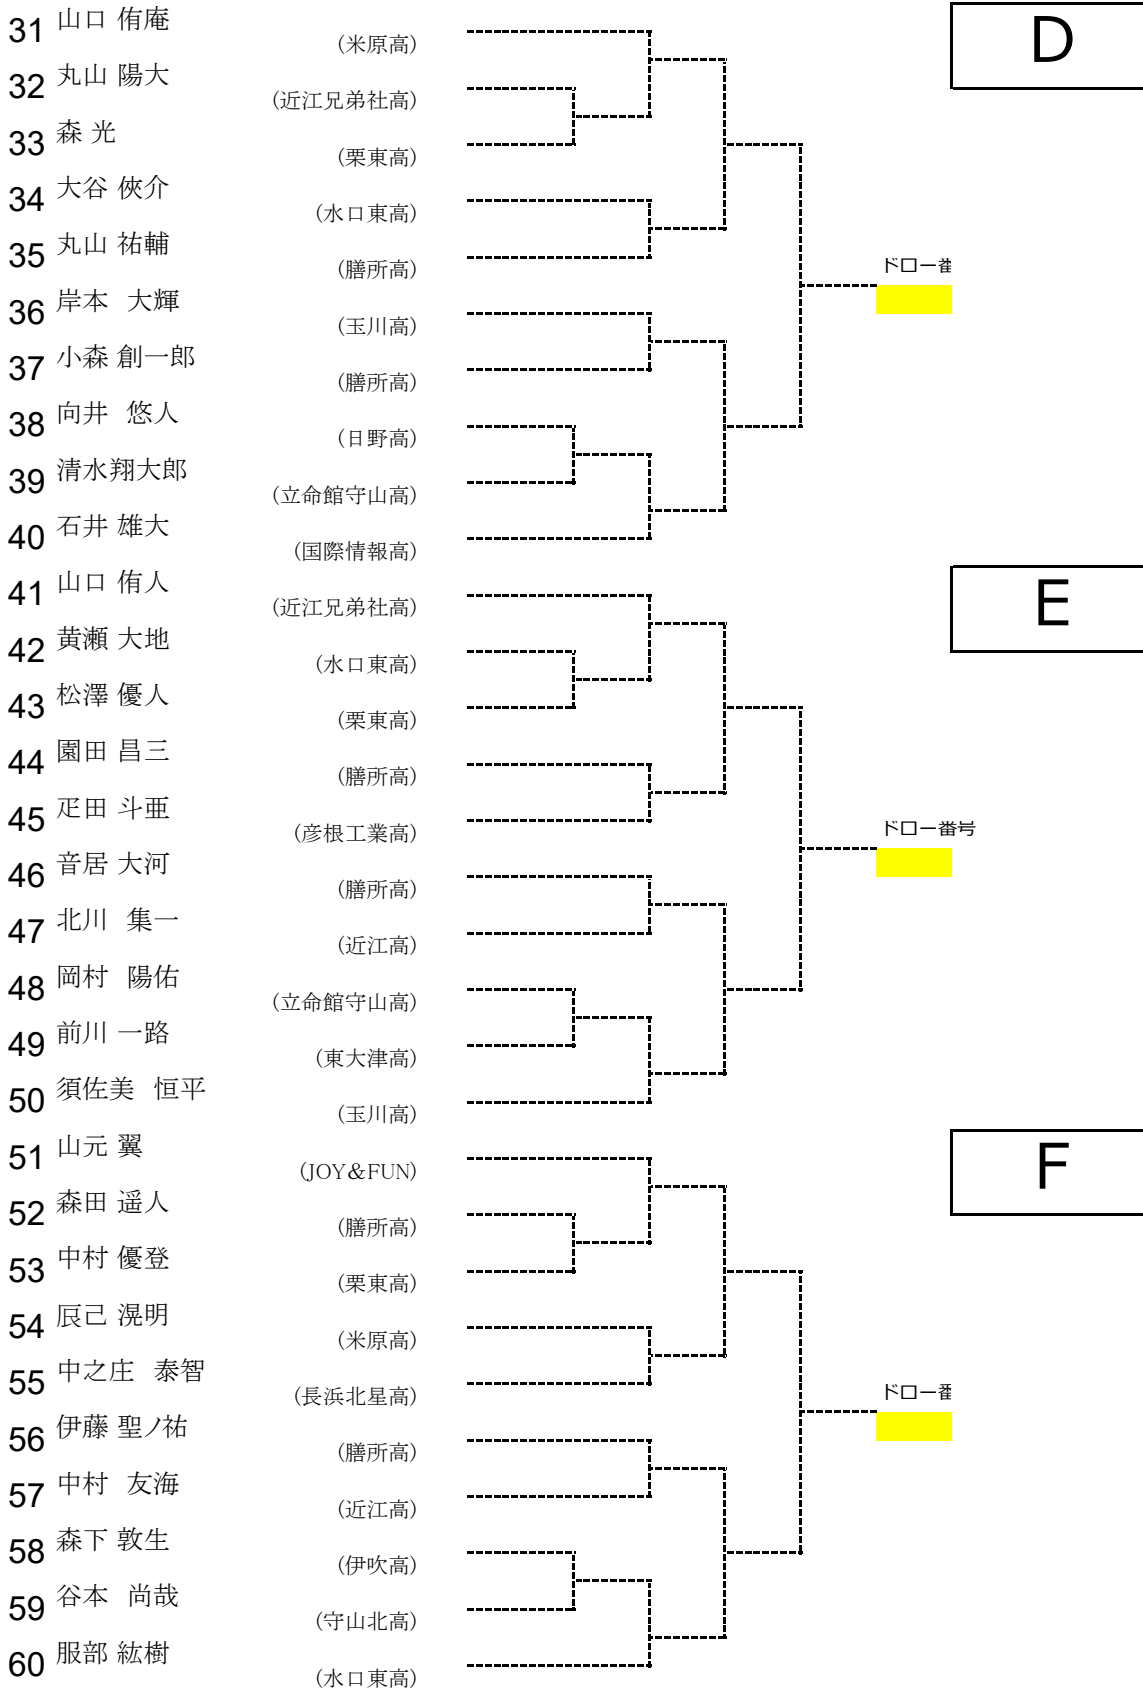 31 山口 侑庵 (米原高)
D
32 丸山 陽大 (近江兄弟社高)
33 森 光 (栗東高)
34 大谷 俠介 (水口東高)
35 丸山 祐輔 (膳所高)
ドロー番
36 岸本 大輝 (玉川高)
37 小森 創一郎 (膳所高)
38 向井 悠人 (日野高)
39 清水翔大郎 (立命館守山高)
40 石井 雄大 (国際情報高)
41 山口 侑人 (近江兄弟社高)
E
42 黄瀬 大地 (水口東高)
43 松澤 優人 (栗東高)
44 園田 昌三 (膳所高)
45 疋田 斗亜 (彦根工業高)
ドロー番号
46 音居 大河 (膳所高)
47 北川 集一 (近江高)
48 岡村 陽佑 (立命館守山高)
49 前川 一路 (東大津高)
50 須佐美 恒平 (玉川高)
51 山元 翼 (JOY&FUN)
F
52 森田 遥人 (膳所高)
53 中村 優登 (栗東高)
54 辰己 滉明 (米原高)
55 中之庄 泰智 (長浜北星高)
ドロー番
56 伊藤 聖ノ祐 (膳所高)
57 中村 友海 (近江高)
58 森下 敦生 (伊吹高)
59 谷本 尚哉 (守山北高)
60 服部 紘樹 (水口東高)